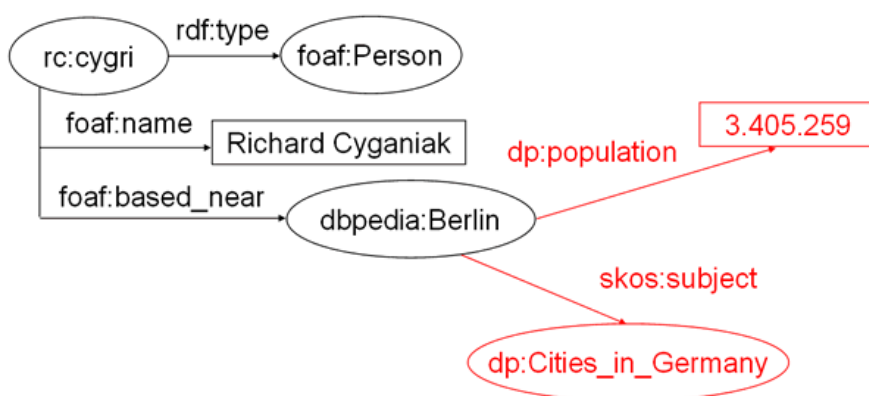 rc:cygri
rdf:type
foaf:Person
foaf:name
Richard Cyganiak
3.405.259
dp:population
foaf:based_near
dbpedia:Berlin
skos:subject
dp:Cities_in_Germany